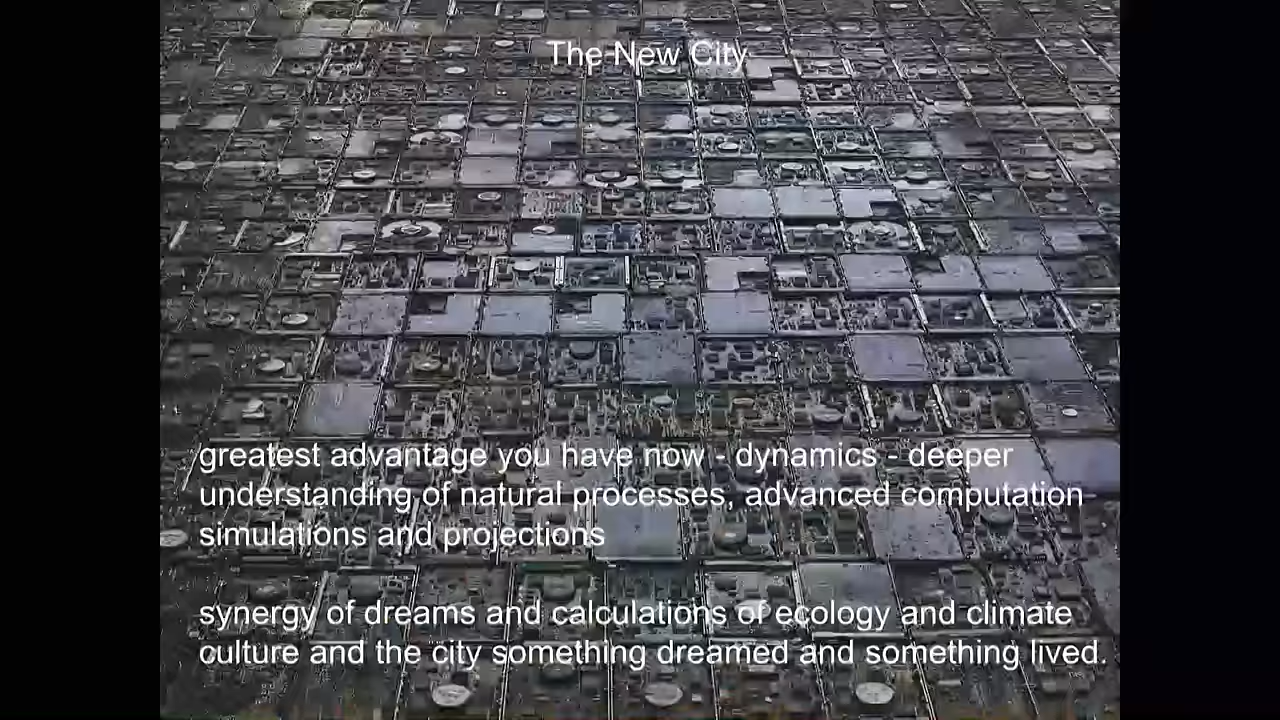 The New City
greatest advantage you have now - dynamics - deeper
understanding of natural processes, advanced computation
simulations and projections
synergy of dreams and calculations of ecology and climate
culture and the city something dreamed and something lived.